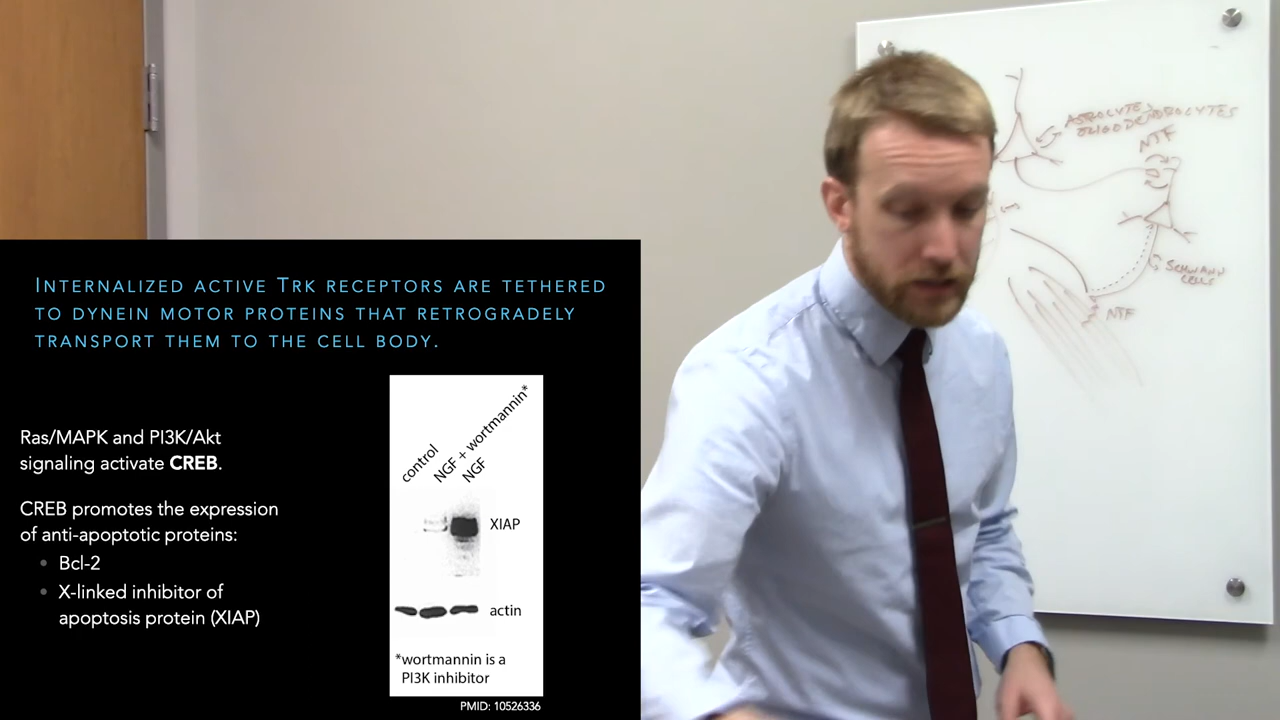 INTERNALIZED ACTIVE TRK RECEPTORS ARE TETHERED
TO DYNEIN MOTOR PROTEINS THAT RETROGRADELY
TRANSPORT THEM TO THE CELL BODY.
Ras/MAPK and PI3K/Akt
signaling activate CREB.
CREB promotes the expression
of anti-apoptotic proteins:
• Bcl-2
• X-linked inhibitor of
apoptosis protein (XIAP)
control
NGF + wortmannin*
NGF
XIAP
actin
*wortmannin is a
PI3K inhibitor
PMID: 10526336
ASTROCYTES
OLIGODENDROCYTES
NTF
SCHWANN
CELLS
NTF